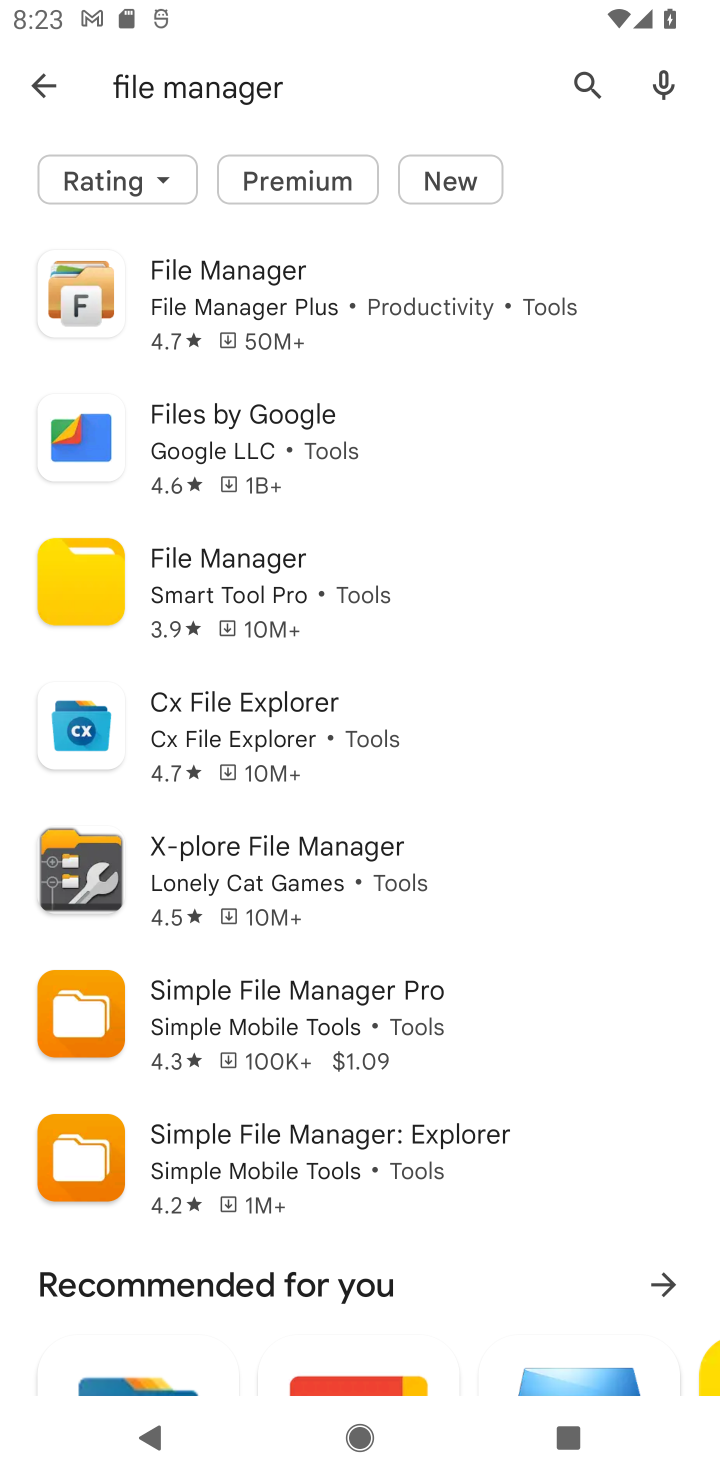 8:23
file manager
Rating Premium New
File Manager
File Manager Plus • Productivity • Tools
4.7★ 50M+
Files by Google
Google LLC • Tools
4.6★ 1B+
File Manager
Smart Tool Pro • Tools
3.9★ 10M+
Cx File Explorer
Cx File Explorer • Tools
4.7★ 10M+
X-plore File Manager
Lonely Cat Games • Tools
4.5★ 10M+
Simple File Manager Pro
Simple Mobile Tools • Tools
4.3★ 100K+ $1.09
Simple File Manager: Explorer
Simple Mobile Tools • Tools
4.2★ 1M+
Recommended for you